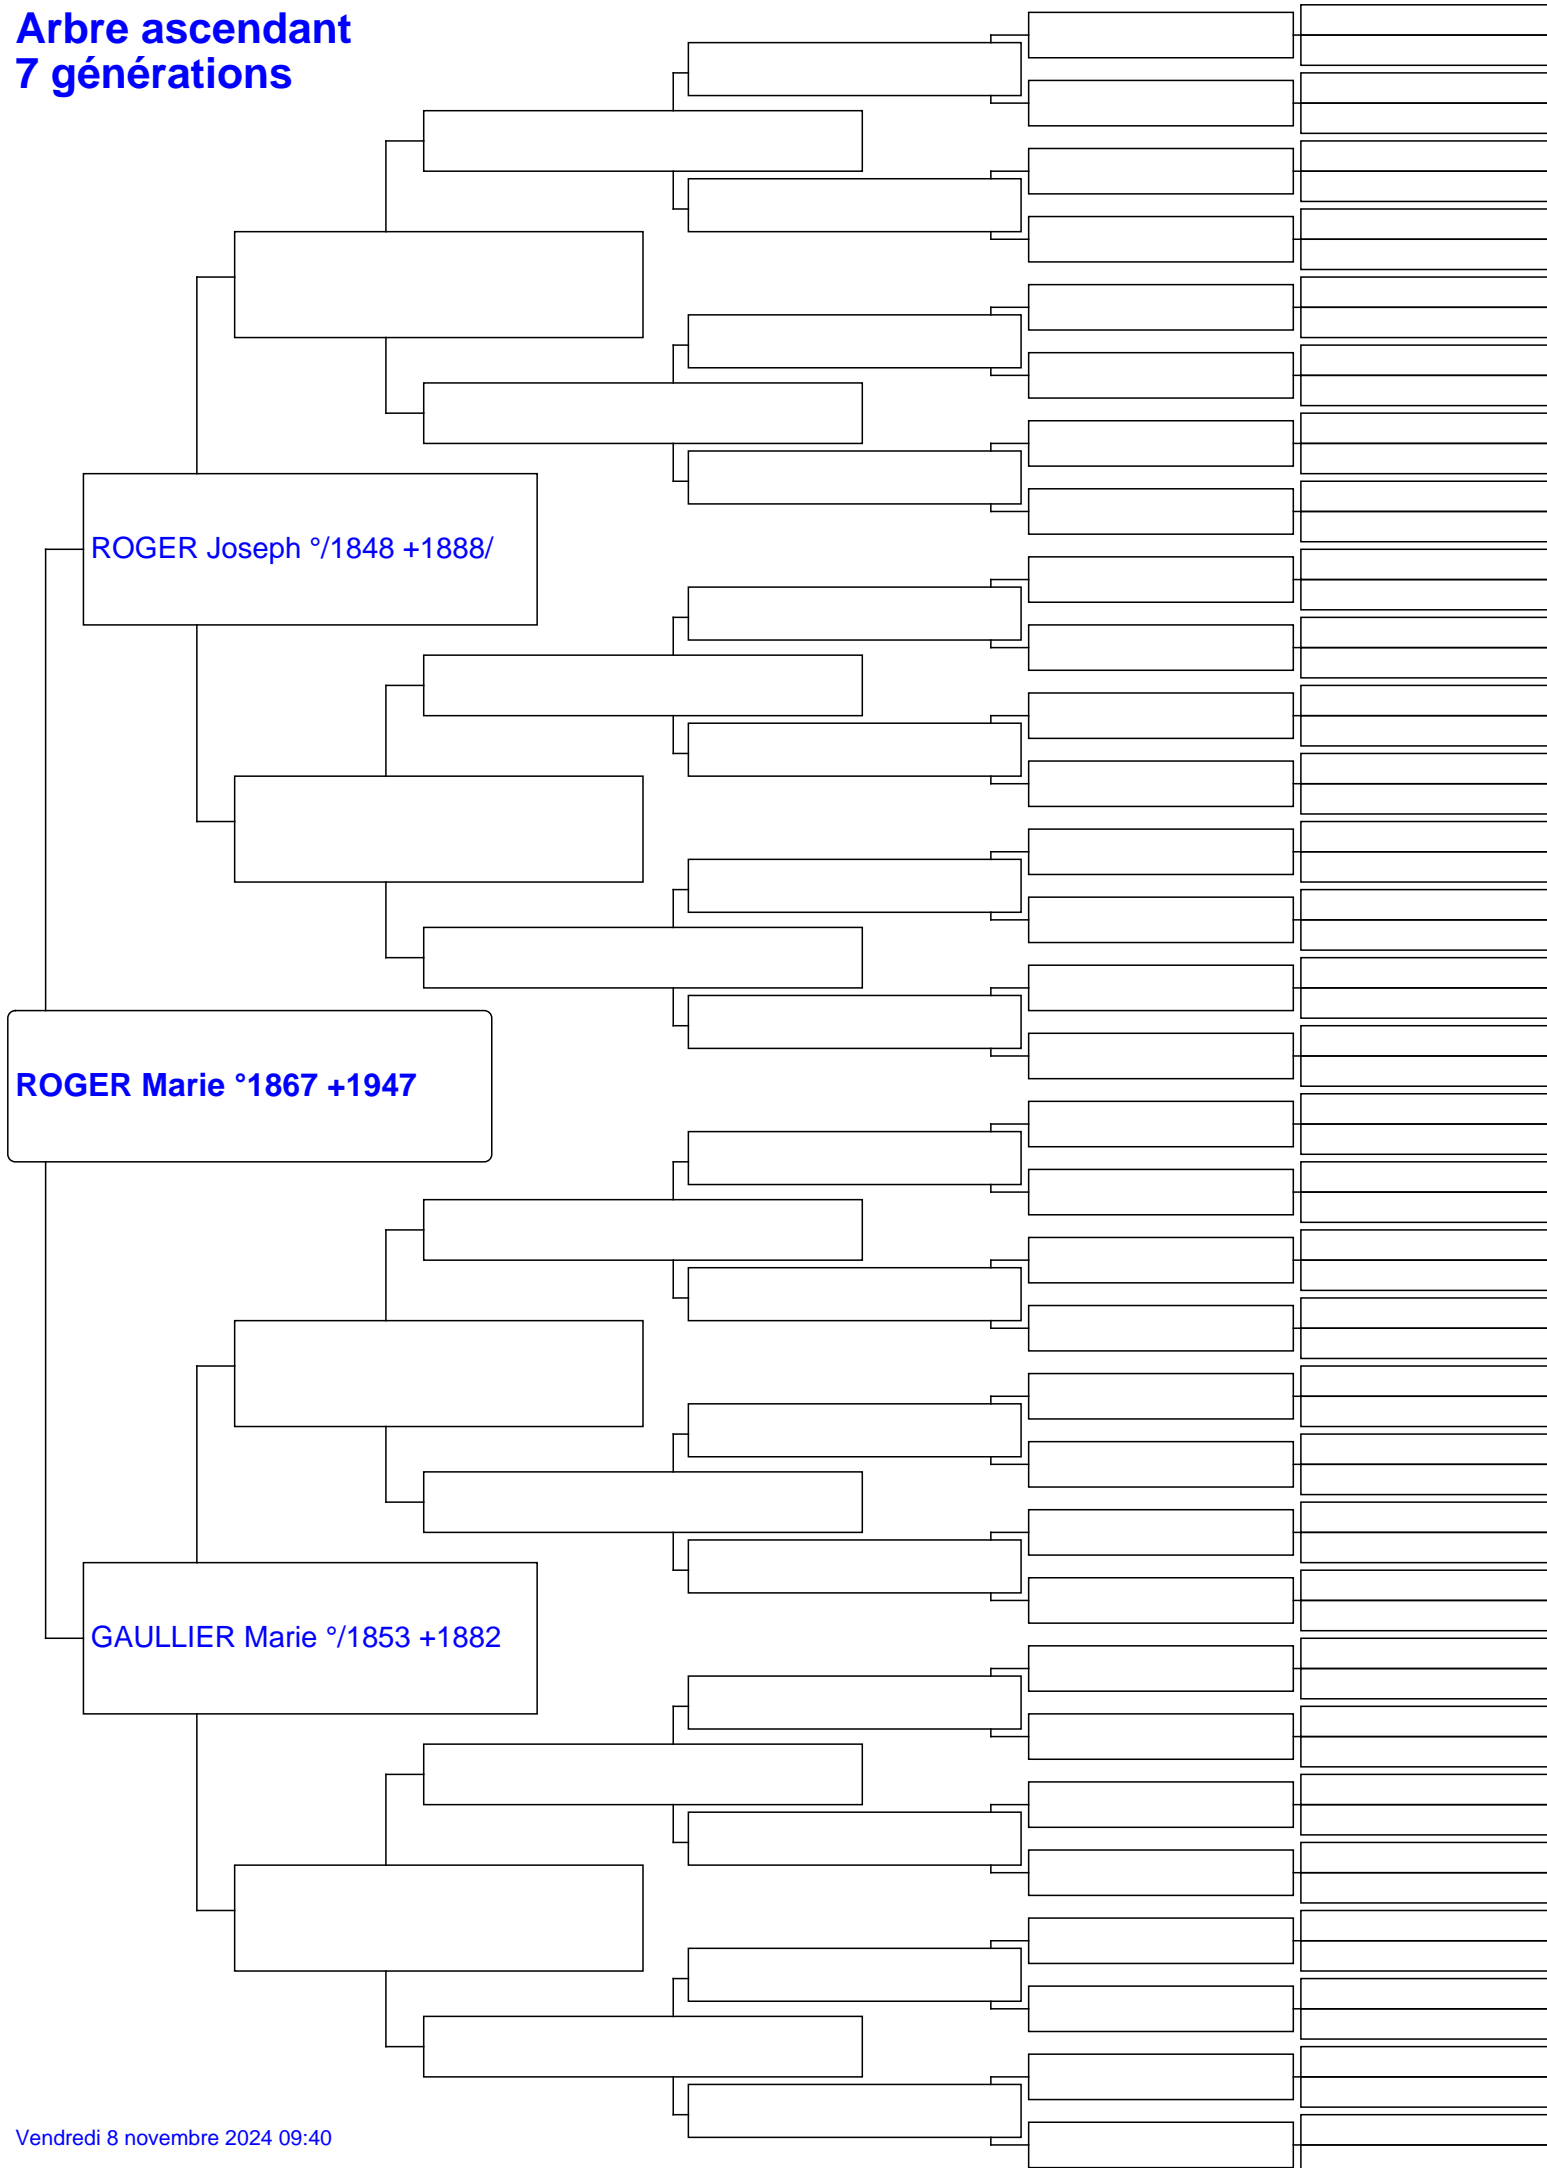 Arbre ascendant
7 générations
ROGER Joseph °/1848 +1888/
ROGER Marie °1867 +1947
GAULLIER Marie °/1853 +1882
Vendredi 8 novembre 2024 09:40